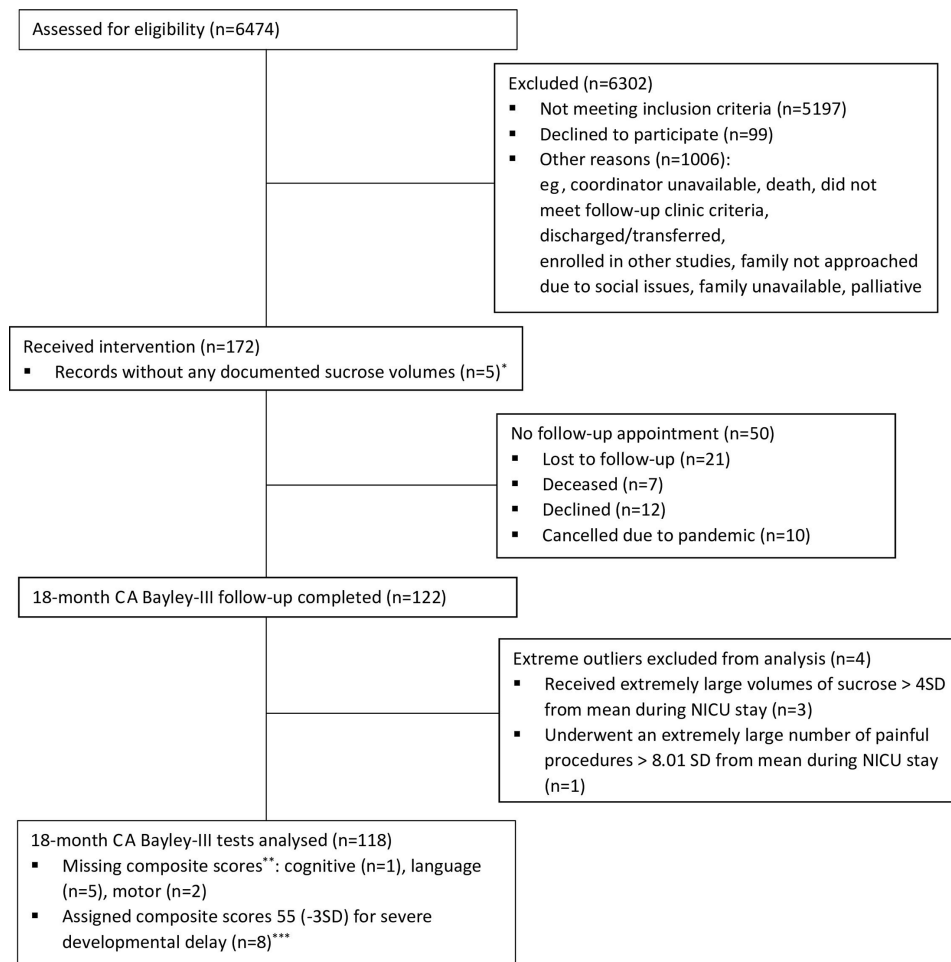 Assessed for eligibility (n=6474)
Excluded (n=6302)
▪ Not meeting inclusion criteria (n=5197)
▪ Declined to participate (n=99)
▪ Other reasons (n=1006):
eg, coordinator unavailable, death, did not
meet follow-up clinic criteria,
discharged/transferred,
enrolled in other studies, family not approached
due to social issues, family unavailable, palliative
Received intervention (n=172)
▪ Records without any documented sucrose volumes (n=5)*
No follow-up appointment (n=50)
▪ Lost to follow-up (n=21)
▪ Deceased (n=7)
▪ Declined (n=12)
▪ Cancelled due to pandemic (n=10)
18-month CA Bayley-III follow-up completed (n=122)
Extreme outliers excluded from analysis (n=4)
▪ Received extremely large volumes of sucrose > 4SD
from mean during NICU stay (n=3)
▪ Underwent an extremely large number of painful
procedures > 8.01 SD from mean during NICU stay
(n=1)
18-month CA Bayley-III tests analysed (n=118)
▪ Missing composite scores**: cognitive (n=1), language
(n=5), motor (n=2)
▪ Assigned composite scores 55 (-3SD) for severe
developmental delay (n=8)***